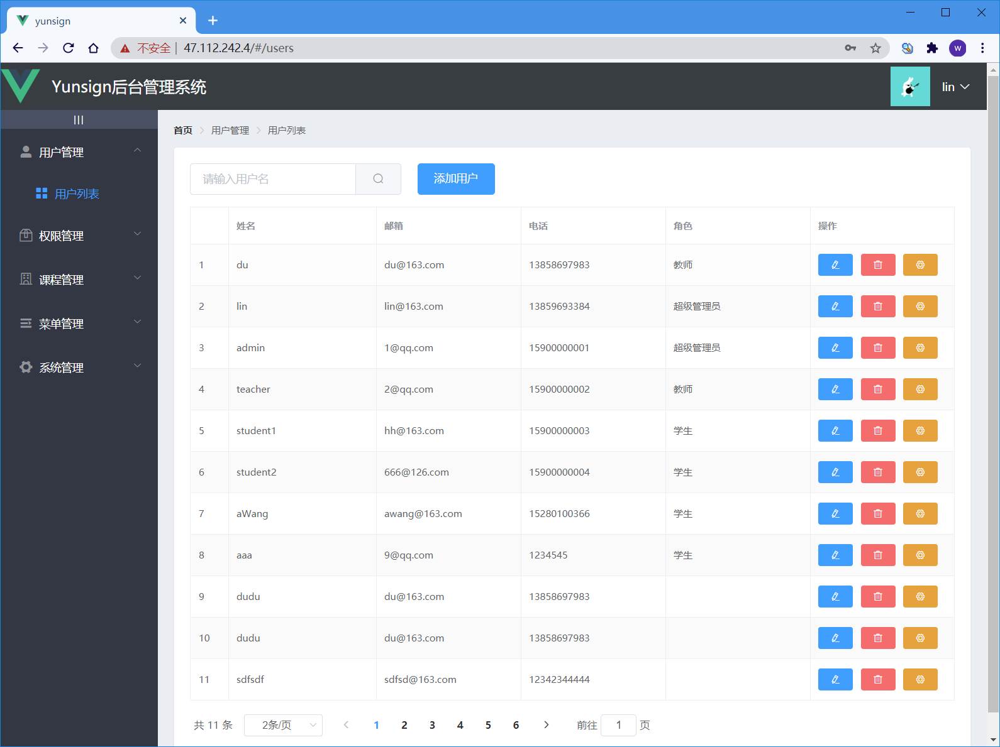 yunsign
不安全 | 47.112.242.4/#/users
W
Yunsign后台管理系统
lin
首页 用户管理 用户列表
用户管理
用户列表
权限管理
课程管理
菜单管理
系统管理
请输入用户名 添加用户
姓名 邮箱 电话 角色 操作
1 du du@163.com 13858697983 教师
2 lin lin@163.com 13859693384 超级管理员
3 admin 1@qq.com 15900000001 超级管理员
4 teacher 2@qq.com 15900000002 教师
5 student1 hh@163.com 15900000003 学生
6 student2 666@126.com 15900000004 学生
7 aWang awang@163.com 15280100366 学生
8 aaa 9@qq.com 1234545 学生
9 dudu du@163.com 13858697983
10 dudu du@163.com 13858697983
11 sdfsdf sdfsd@163.com 12342344444
共 11 条 2条/页 1 2 3 4 5 6 前往 1 页